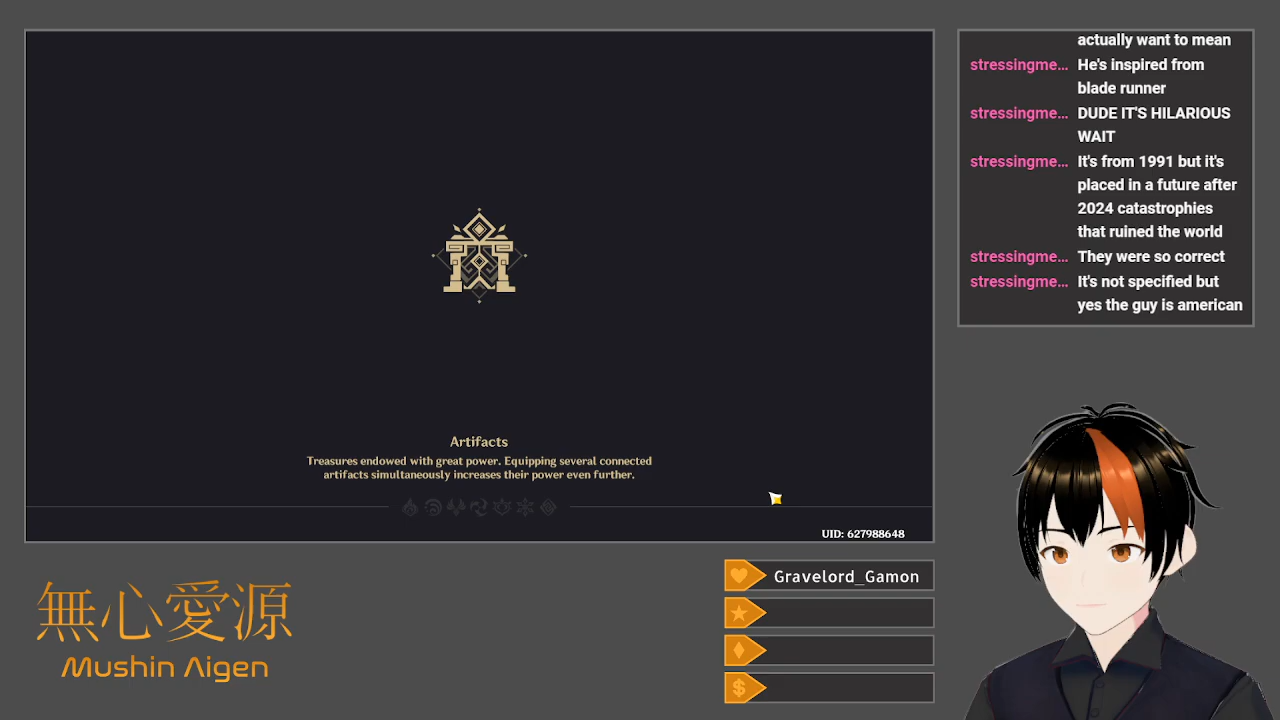 actually want to mean
stressingme... He's inspired from
blade runner
stressingme... DUDE IT'S HILARIOUS
WAIT
stressingme... It's from 1991 but it's
placed in a future after
2024 catastrophies
that ruined the world
stressingme... They were so correct
stressingme... It's not specified but
yes the guy is american
Artifacts
Treasures endowed with great power. Equipping several connected
artifacts simultaneously increases their power even further.
UID: 627988648
無心愛源
Mushin Aigen
Gravelord_Gamon
$